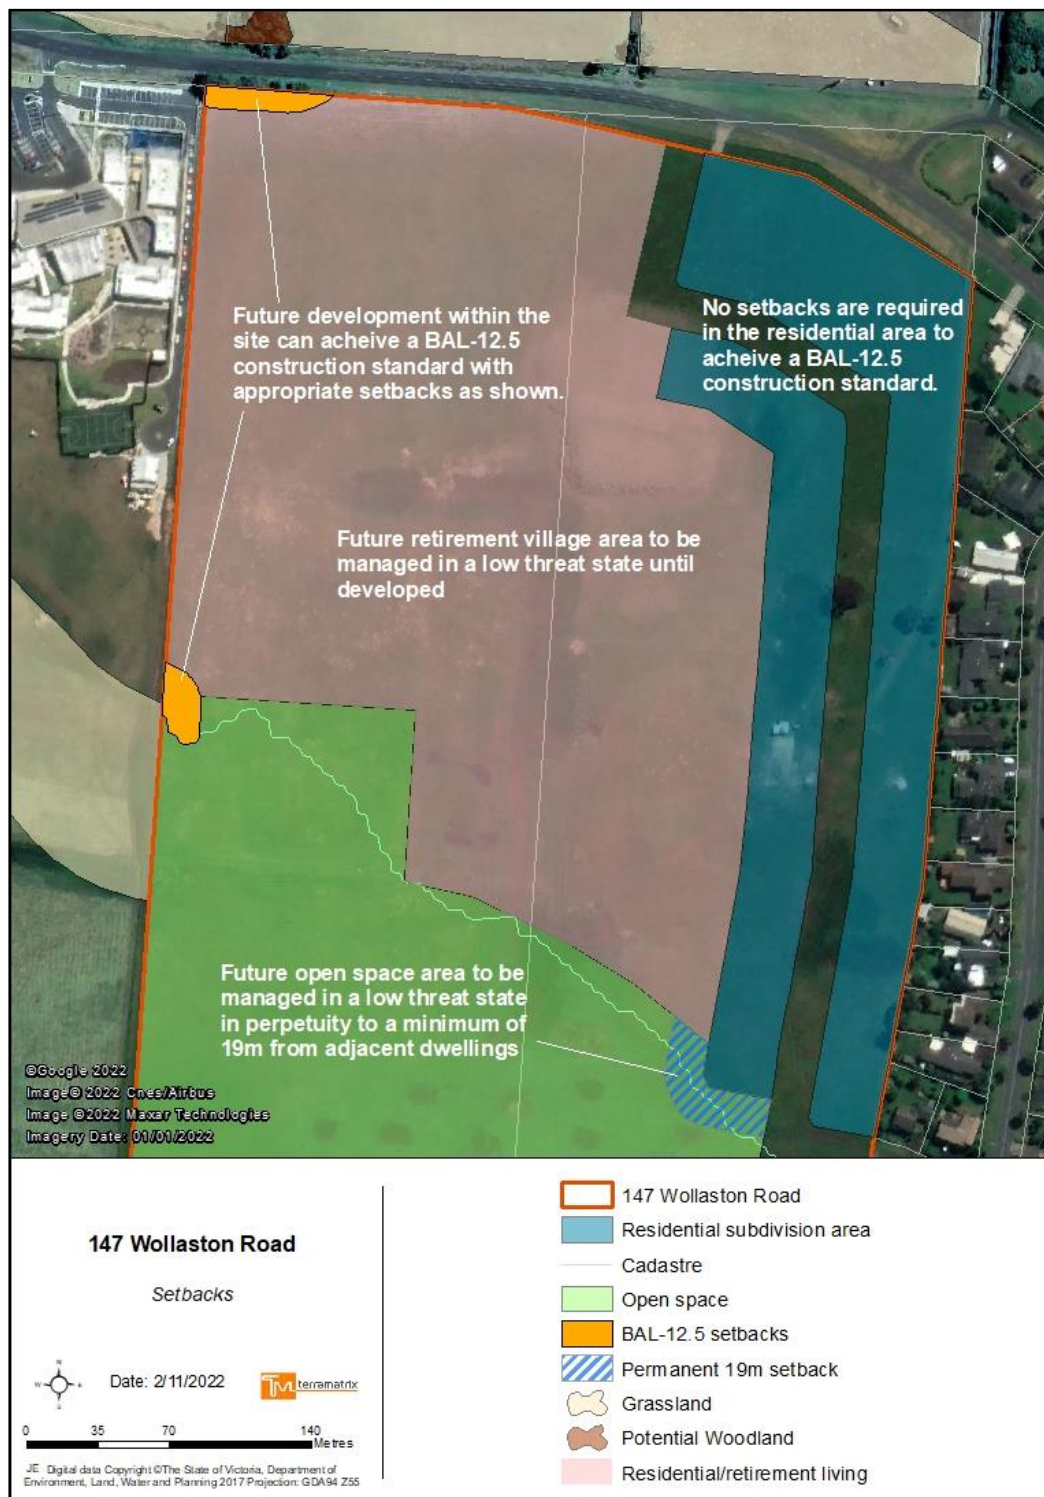 Future development within the
site can acheive a BAL-12.5
construction standard with
appropriate setbacks as shown.
No setbacks are required
in the residential area to
acheive a BAL-12.5
construction standard.
Future retirement village area to be
managed in a low threat state until
developed
Future open space area to be
managed in a low threat state
in perpetuity to a minimum of
19m from adjacent dwellings
©Google 2022
Image© 2022 Cnes/Airbus
Image ©2022 Maxar Technologies
Imagery Date: 01/01/2022
147 Wollaston Road
Setbacks
N
W
S
Date: 2/11/2022
TM terramatrix
0 35 70 140
Metres
JE Digital data Copyright ©The State of Victoria, Department of
Environment, Land, Water and Planning 2017 Projection: GDA94 Z55
147 Wollaston Road
Residential subdivision area
Cadastre
Open space
BAL-12.5 setbacks
Permanent 19m setback
Grassland
Potential Woodland
Residential/retirement living